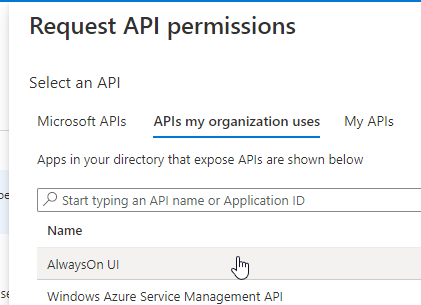 Request API permissions
Select an API
Microsoft APIs APIs my organization uses My APIs
Apps in your directory that expose APIs are shown below
Start typing an API name or Application ID
Name
AlwaysOn UI
Windows Azure Service Management API